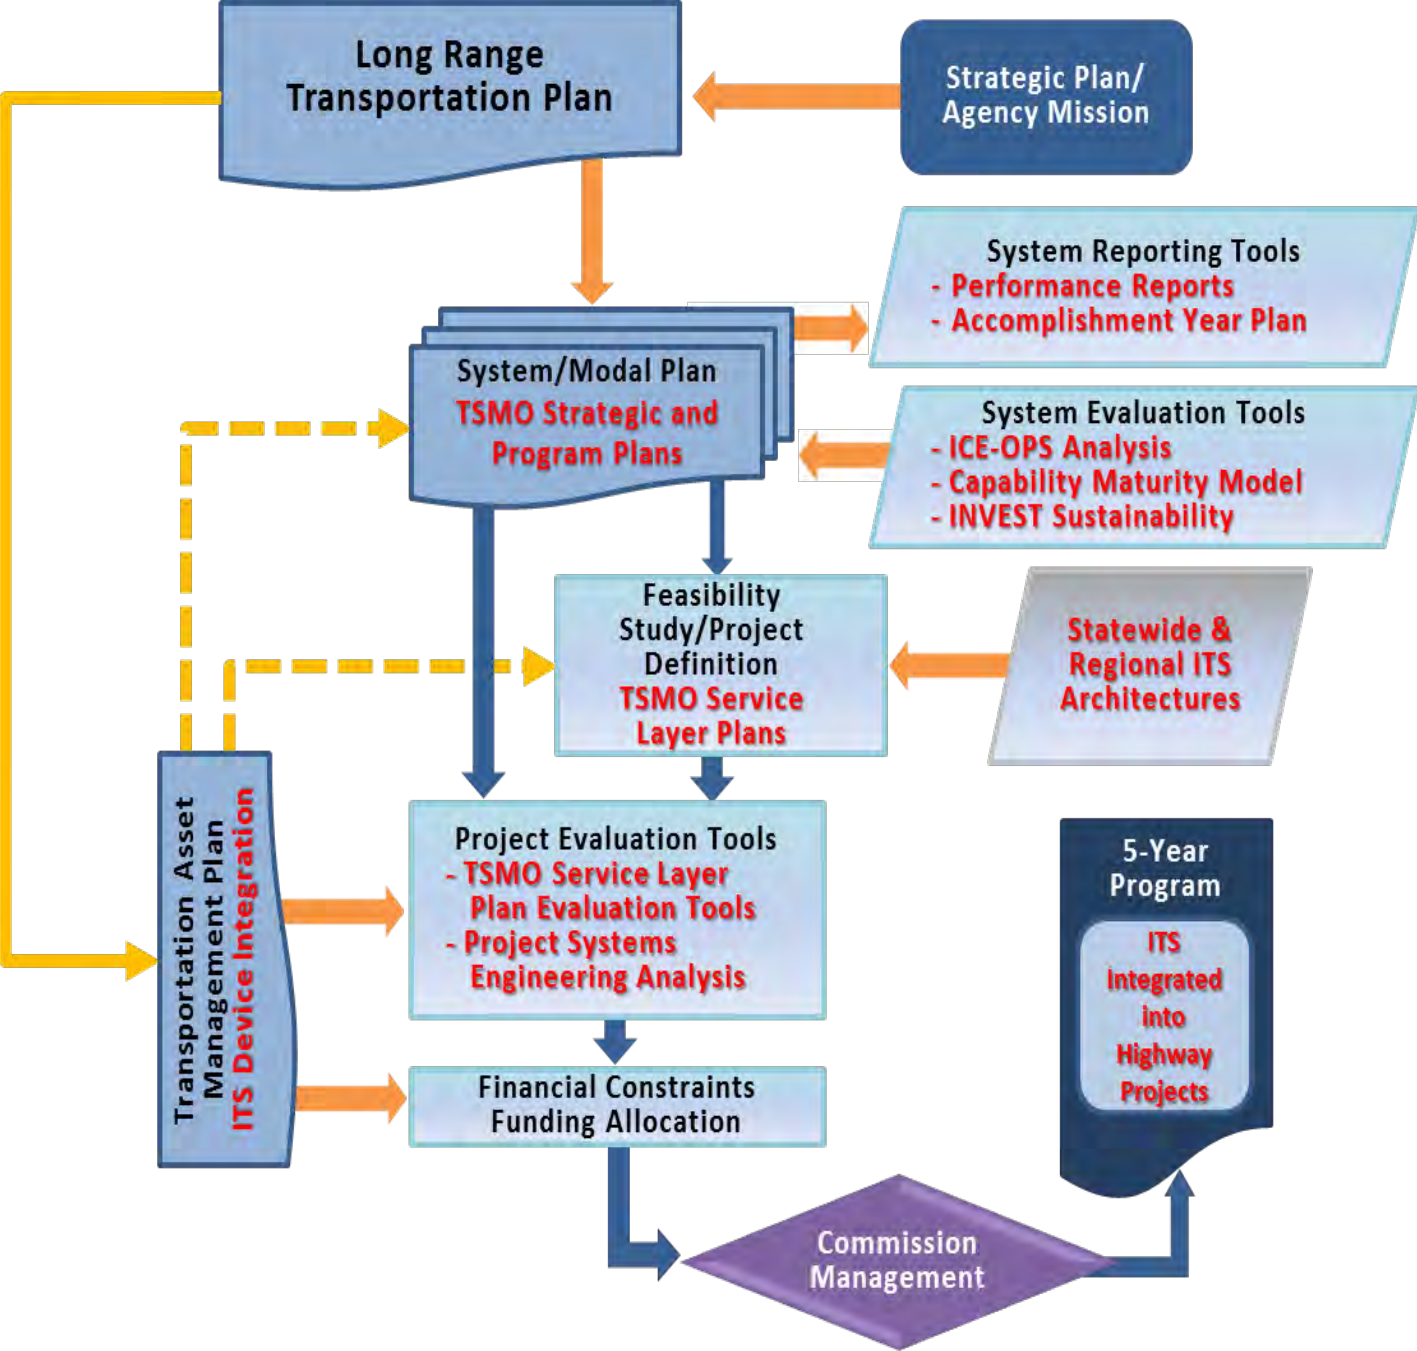 Long Range
Transportation Plan
Strategic Plan/
Agency Mission
System Reporting Tools
- Performance Reports
- Accomplishment Year Plan
System/Modal Plan
TSMO Strategic and
Program Plans
System Evaluation Tools
- ICE-OPS Analysis
- Capability Maturity Model
- INVEST Sustainability
Feasibility
Study/Project
Definition
TSMO Service
Layer Plans
Statewide &
Regional ITS
Architectures
Transportation Asset
Management Plan
ITS Device Integration
Project Evaluation Tools
- TSMO Service Layer
Plan Evaluation Tools
- Project Systems
Engineering Analysis
5-Year
Program
ITS
Integrated
into
Highway
Projects
Financial Constraints
Funding Allocation
Commission
Management